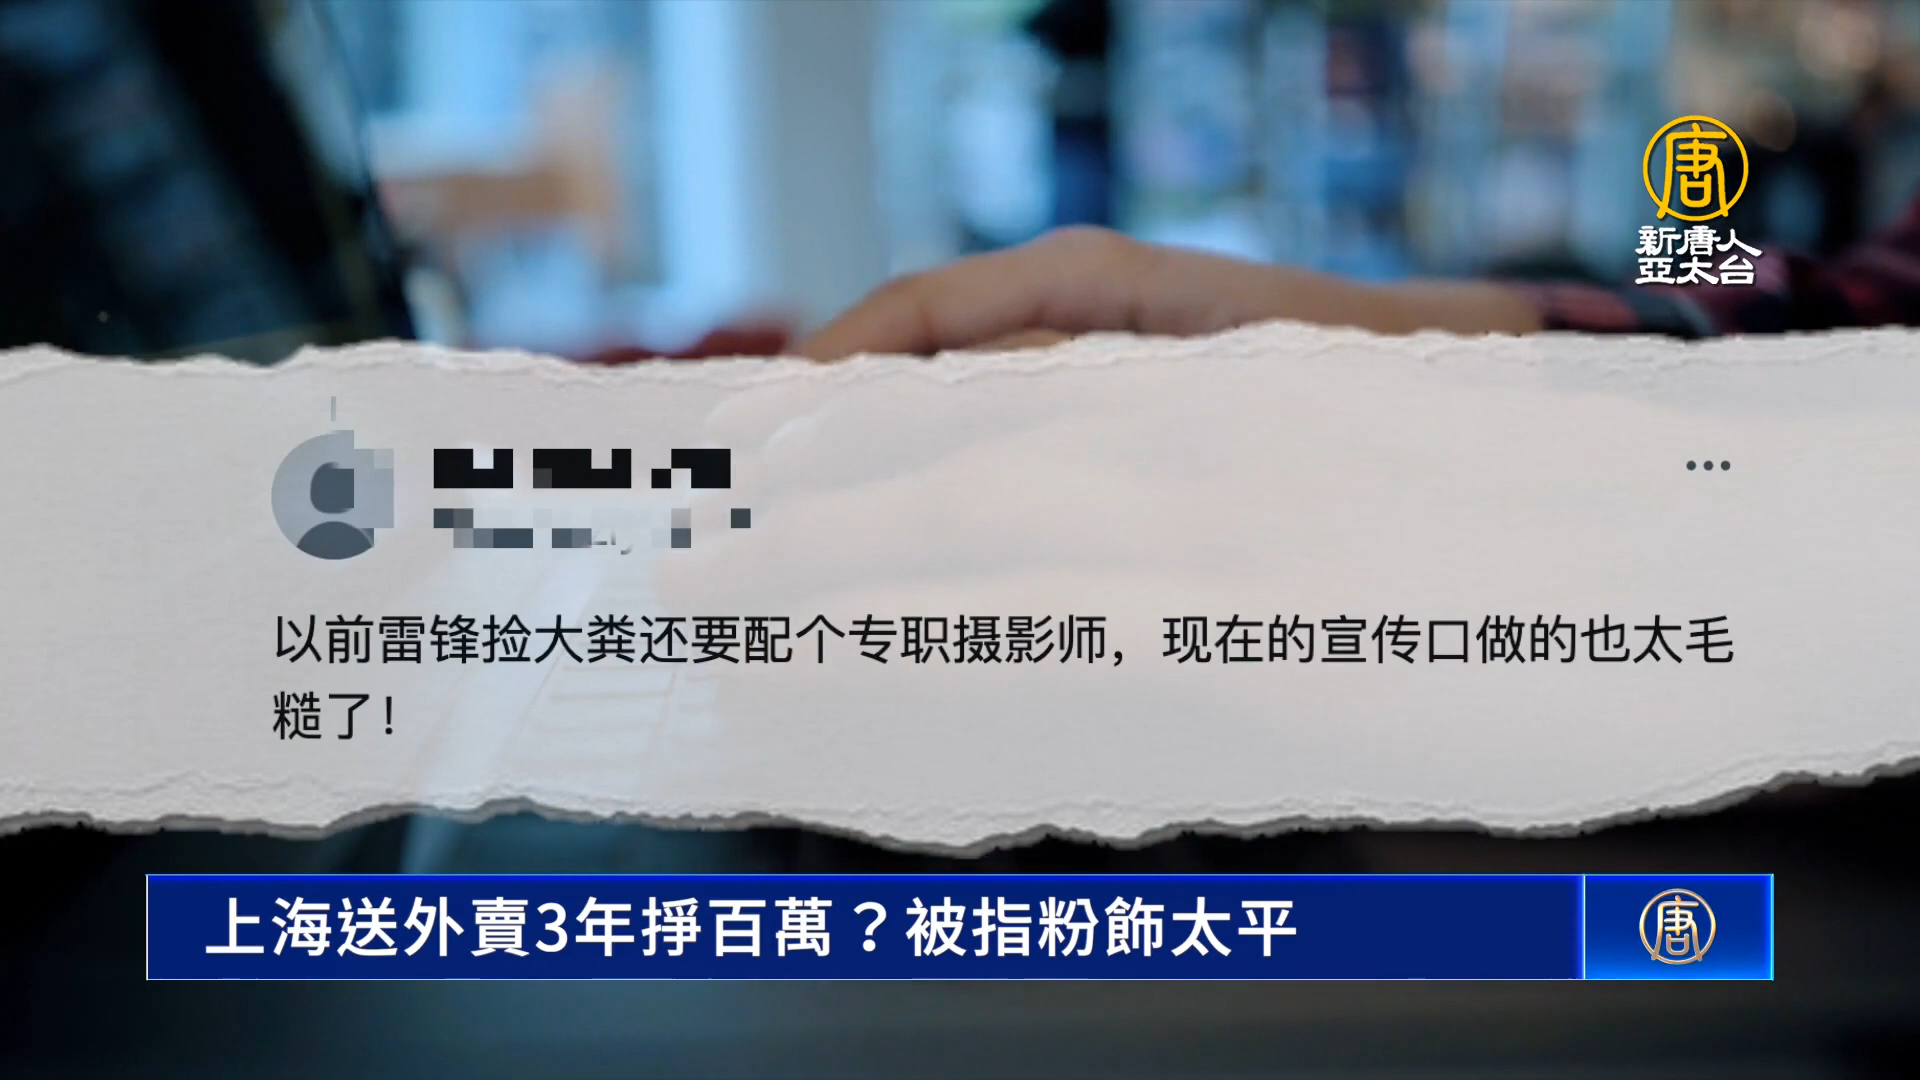 唐
新唐人
亞太台
以前雷锋捡大粪还要配个专职摄影师，现在的宣传口做的也太毛
糙了！
上海送外賣3年掙百萬？被指粉飾太平
唐